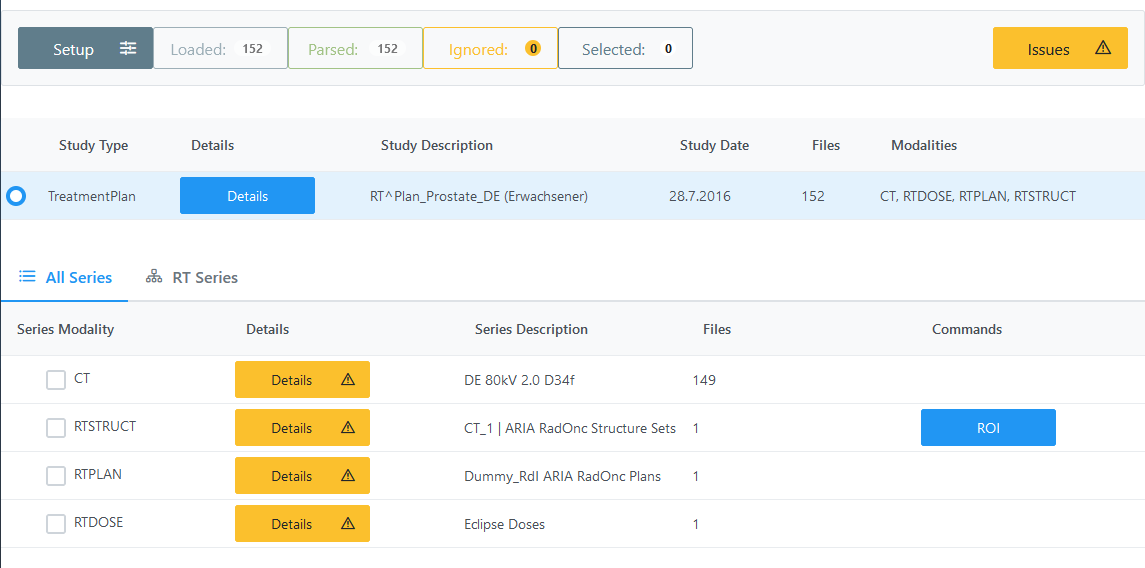 Setup Loaded: 152 Parsed: 152 Ignored: 0 Selected: 0 Issues
Study Type Details Study Description Study Date Files Modalities
TreatmentPlan Details RT^Plan_Prostate_DE (Erwachsener) 28.7.2016 152 CT, RTDOSE, RTPLAN, RTSTRUCT
All Series RT Series
Series Modality Details Series Description Files Commands
CT Details DE 80kV 2.0 D34f 149
RTSTRUCT Details CT_1 | ARIA RadOnc Structure Sets 1 ROI
RTPLAN Details Dummy_RdI ARIA RadOnc Plans 1
RTDOSE Details Eclipse Doses 1